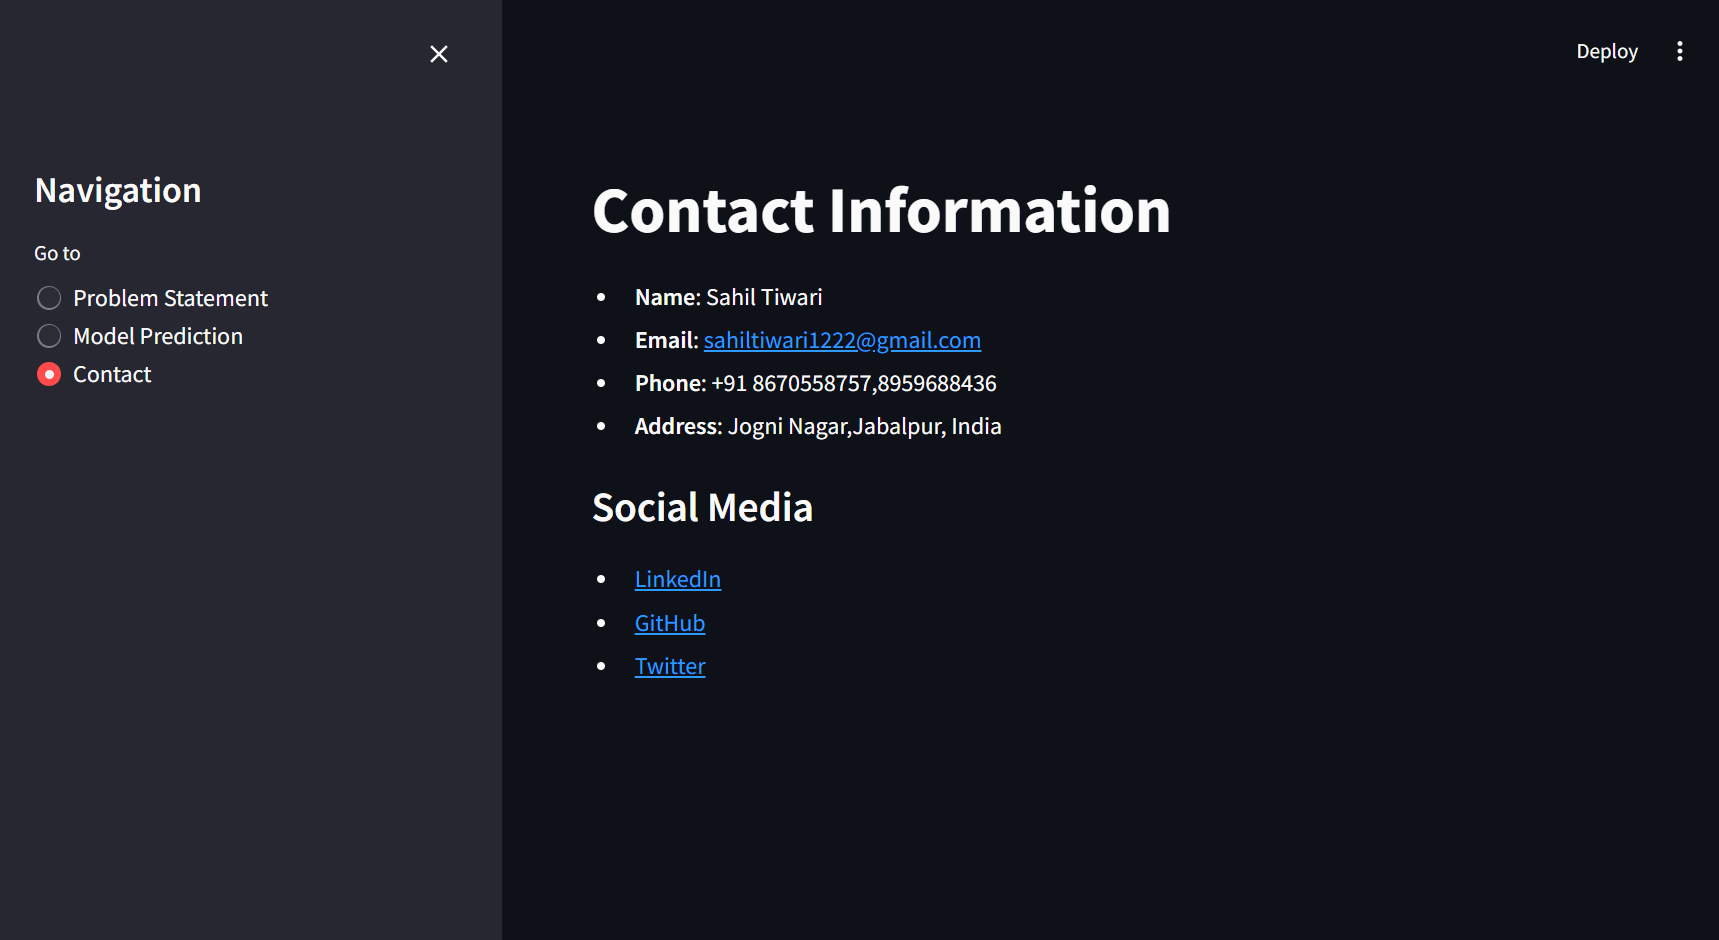 Deploy
Navigation
Go to
Problem Statement
Model Prediction
Contact
Contact Information
Name: Sahil Tiwari
Email: sahiltiwari1222@gmail.com
Phone: +91 8670558757,8959688436
Address: Jogni Nagar,Jabalpur, India
Social Media
LinkedIn
GitHub
Twitter